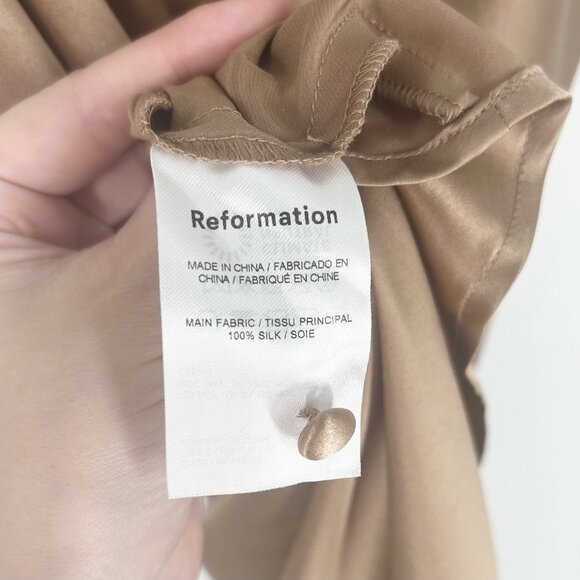 Reformation
MADE IN CHINA / FABRICADO EN
CHINA / FABRIQUÉ EN CHINE
MAIN FABRIC / TISSU PRINCIPAL
100% SILK / SOIE